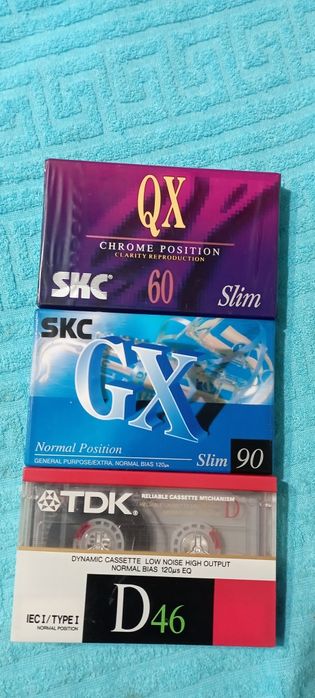 QX
CHROME POSITION
CLARITY REPRODUCTION
SKC 60 Slim
SKC
GX
Normal Position
GENERAL PURPOSE/EXTRA, NORMAL BIAS 120µs
Slim 90
TDK
RELIABLE CASSETTE MECHANISM
D
DYNAMIC CASSETTE LOW NOISE HIGH OUTPUT
NORMAL BIAS 120µs EQ
IEC I/TYPE I
NORMAL POSITION
D46